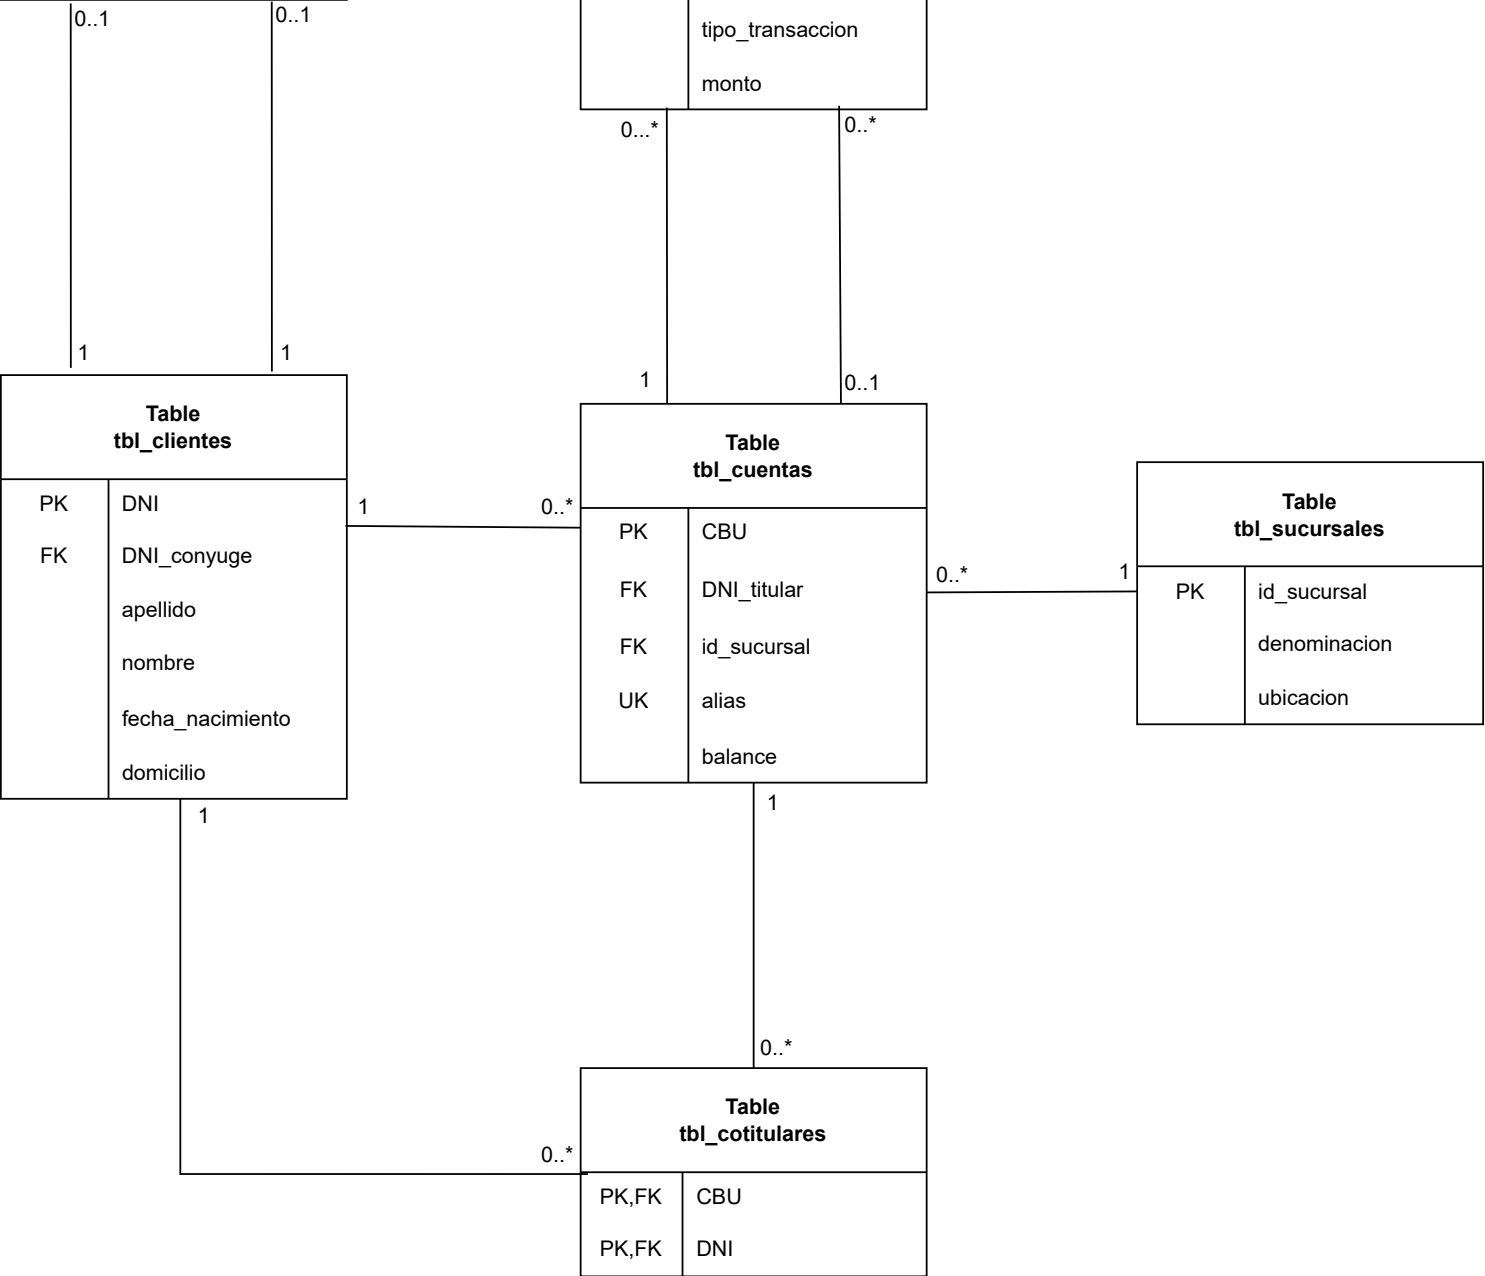 0..1
0..1
tipo_transaccion
monto
0...*
0..*
1
1
1
0..1
Table
tbl_clientes
PK DNI
FK DNI_conyuge
apellido
nombre
fecha_nacimiento
domicilio
1
0..*
Table
tbl_cuentas
PK CBU
FK DNI_titular
FK id_sucursal
UK alias
balance
0..*
1
Table
tbl_sucursales
PK id_sucursal
denominacion
ubicacion
1
1
0..*
0..*
Table
tbl_cotitulares
PK,FK CBU
PK,FK DNI